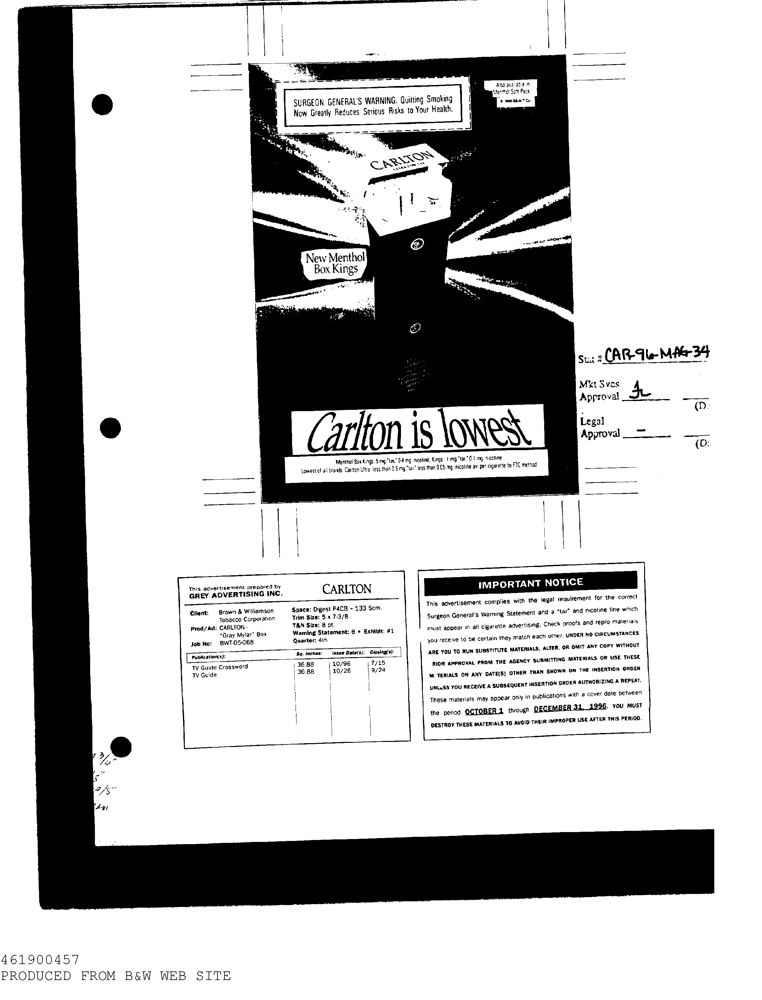 Also available in
Menthol Soft Pack
SURGEON GENERAL'S WARNING: Quitting Smoking
Now Greatly Reduces Serious Risks to Your Health.
CARLTON
New Menthol
Box Kings
Stat # CAR-96-MAG-34
Mkt Svcs
Approval
(D:
Legal
Approval –
(D:
Carlton is lowest
Menthol Box Kings: 5 mg "tar," 0.4 mg. nicotine, Kings: 1 mg "tar," 0.1 mg. nicotine
Lowest of all brands: Carlton Ultra: less than 0.5 mg. "tar," less than 0.05 mg. nicotine av. per cigarette by FTC method.
This advertisement prepared by
GREY ADVERTISING INC.
CARLTON
Client: Brown & Williamson
Tobacco Corporation
Prod/Ad: CARLTON-
"Gray Mylar" Box
Job No: BWT-05-068
Space: Digest P4CB - 133 Scrn.
Trim Size: 5 x 7-3/8
T&N Size: 8 pt.
Warning Statement: B • Exhibit: #1
Quarter: 4th
Publication(s): Sq. Inches: Issue Date(s): Closing(s):
TV Guide Crossword 36.88 10/96 7/15
TV Guide 36.88 10/26 9/24
IMPORTANT NOTICE
This advertisement complies with the legal requirement for the correct
Surgeon General's Warning Statement and a "tar" and nicotine line which
must appear in all cigarette advertising. Check proofs and repro materials
you receive to be certain they match each other. UNDER NO CIRCUMSTANCES
ARE YOU TO RUN SUBSTITUTE MATERIALS, ALTER, OR OMIT ANY COPY WITHOUT
RIOR APPROVAL FROM THE AGENCY SUBMITTING MATERIALS OR USE THESE
M TERIALS ON ANY DATE(S) OTHER THAN SHOWN ON THE INSERTION ORDER
UNLESS YOU RECEIVE A SUBSEQUENT INSERTION ORDER AUTHORIZING A REPEAT.
These materials may appear only in publications with a cover date between
the period OCTOBER 1 through DECEMBER 31, 1996. YOU MUST
DESTROY THESE MATERIALS TO AVOID THEIR IMPROPER USE AFTER THIS PERIOD.
461900457
PRODUCED FROM B&W WEB SITE